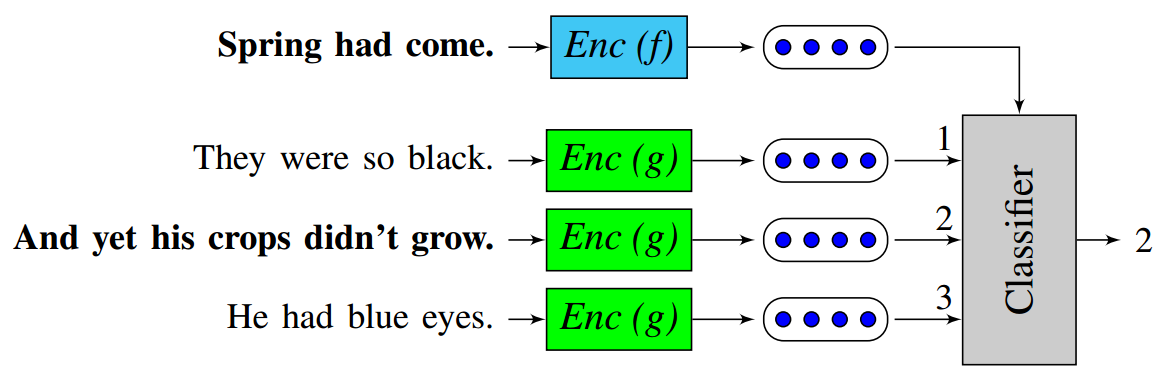 Spring had come. Enc (f)
They were so black. Enc (g) 1
And yet his crops didn't grow. Enc (g) 2
He had blue eyes. Enc (g) 3
Classifier
2